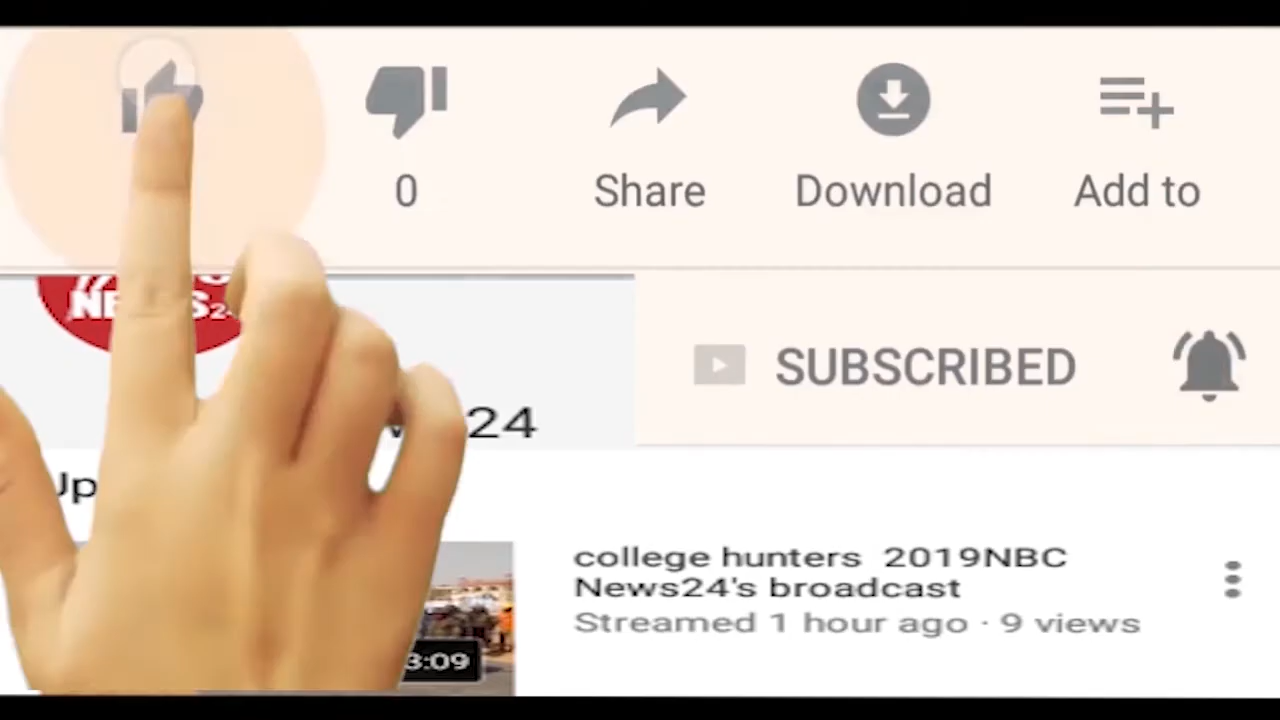 0
Share
Download
Add to
SUBSCRIBED
24
Up
college hunters 2019NBC
News24's broadcast
Streamed 1 hour ago · 9 views
3:09